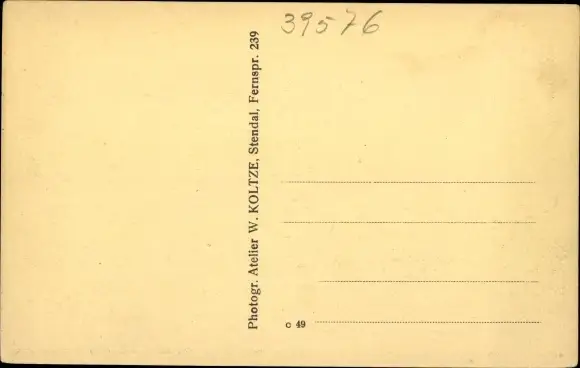 39576
Photogr. Atelier W. KOLTZE, Stendal, Fernspr. 239
c 49